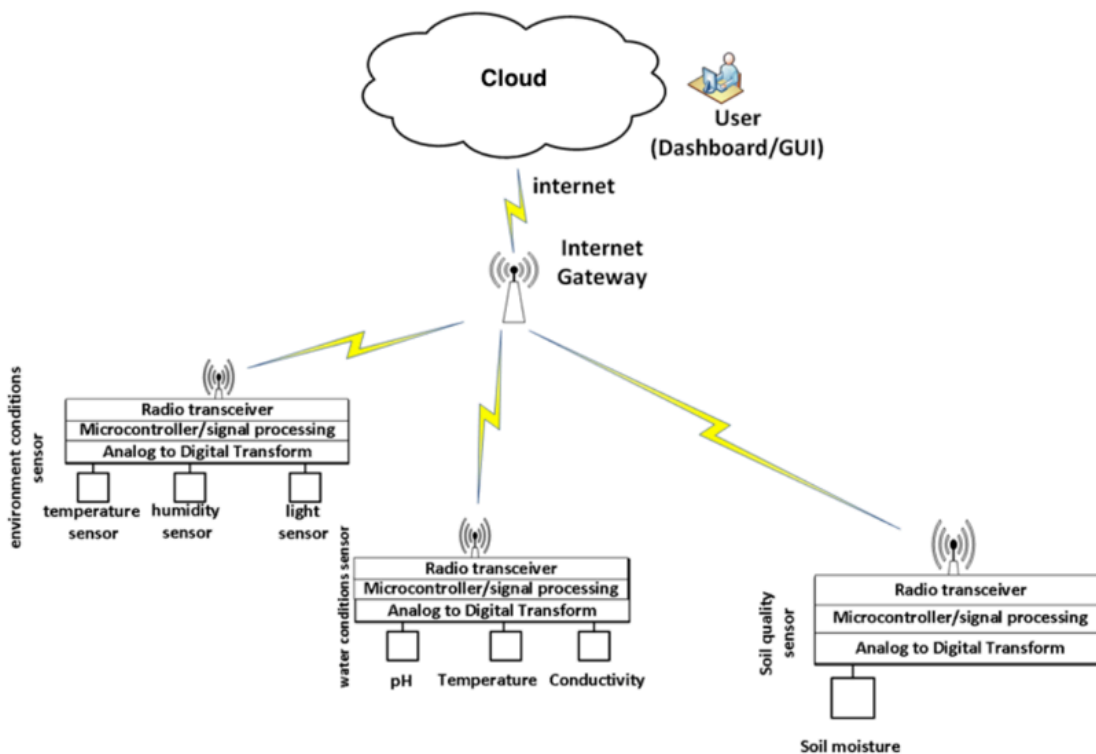 Cloud
User
(Dashboard/GUI)
internet
Internet
Gateway
environment conditions
sensor
Radio transceiver
Microcontroller/signal processing
Analog to Digital Transform
temperature
sensor
humidity
sensor
light
sensor
water conditions sensor
Radio transceiver
Microcontroller/signal processing
Analog to Digital Transform
pH
Temperature
Conductivity
Soil quality
sensor
Radio transceiver
Microcontroller/signal processing
Analog to Digital Transform
Soil moisture